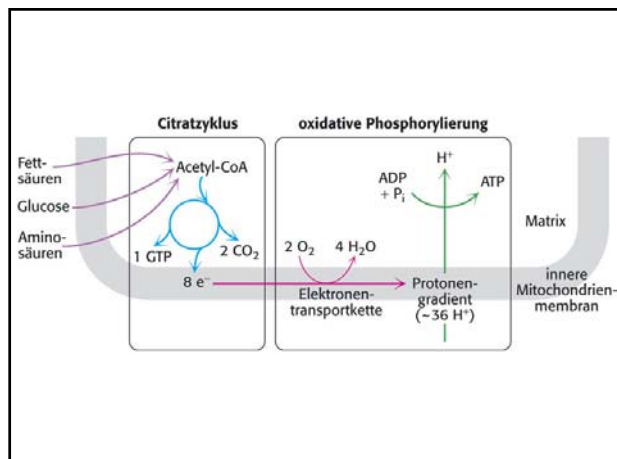 Citratzyklus
oxidative Phosphorylierung
Fett-
säuren
Glucose
Amino-
säuren
Acetyl-CoA
1 GTP
2 CO₂
8 e⁻
2 O₂
4 H₂O
Elektronen-
transportkette
H⁺
ADP
+ Pᵢ
ATP
Protonen-
gradient
(~36 H⁺)
Matrix
innere
Mitochondrien-
membran